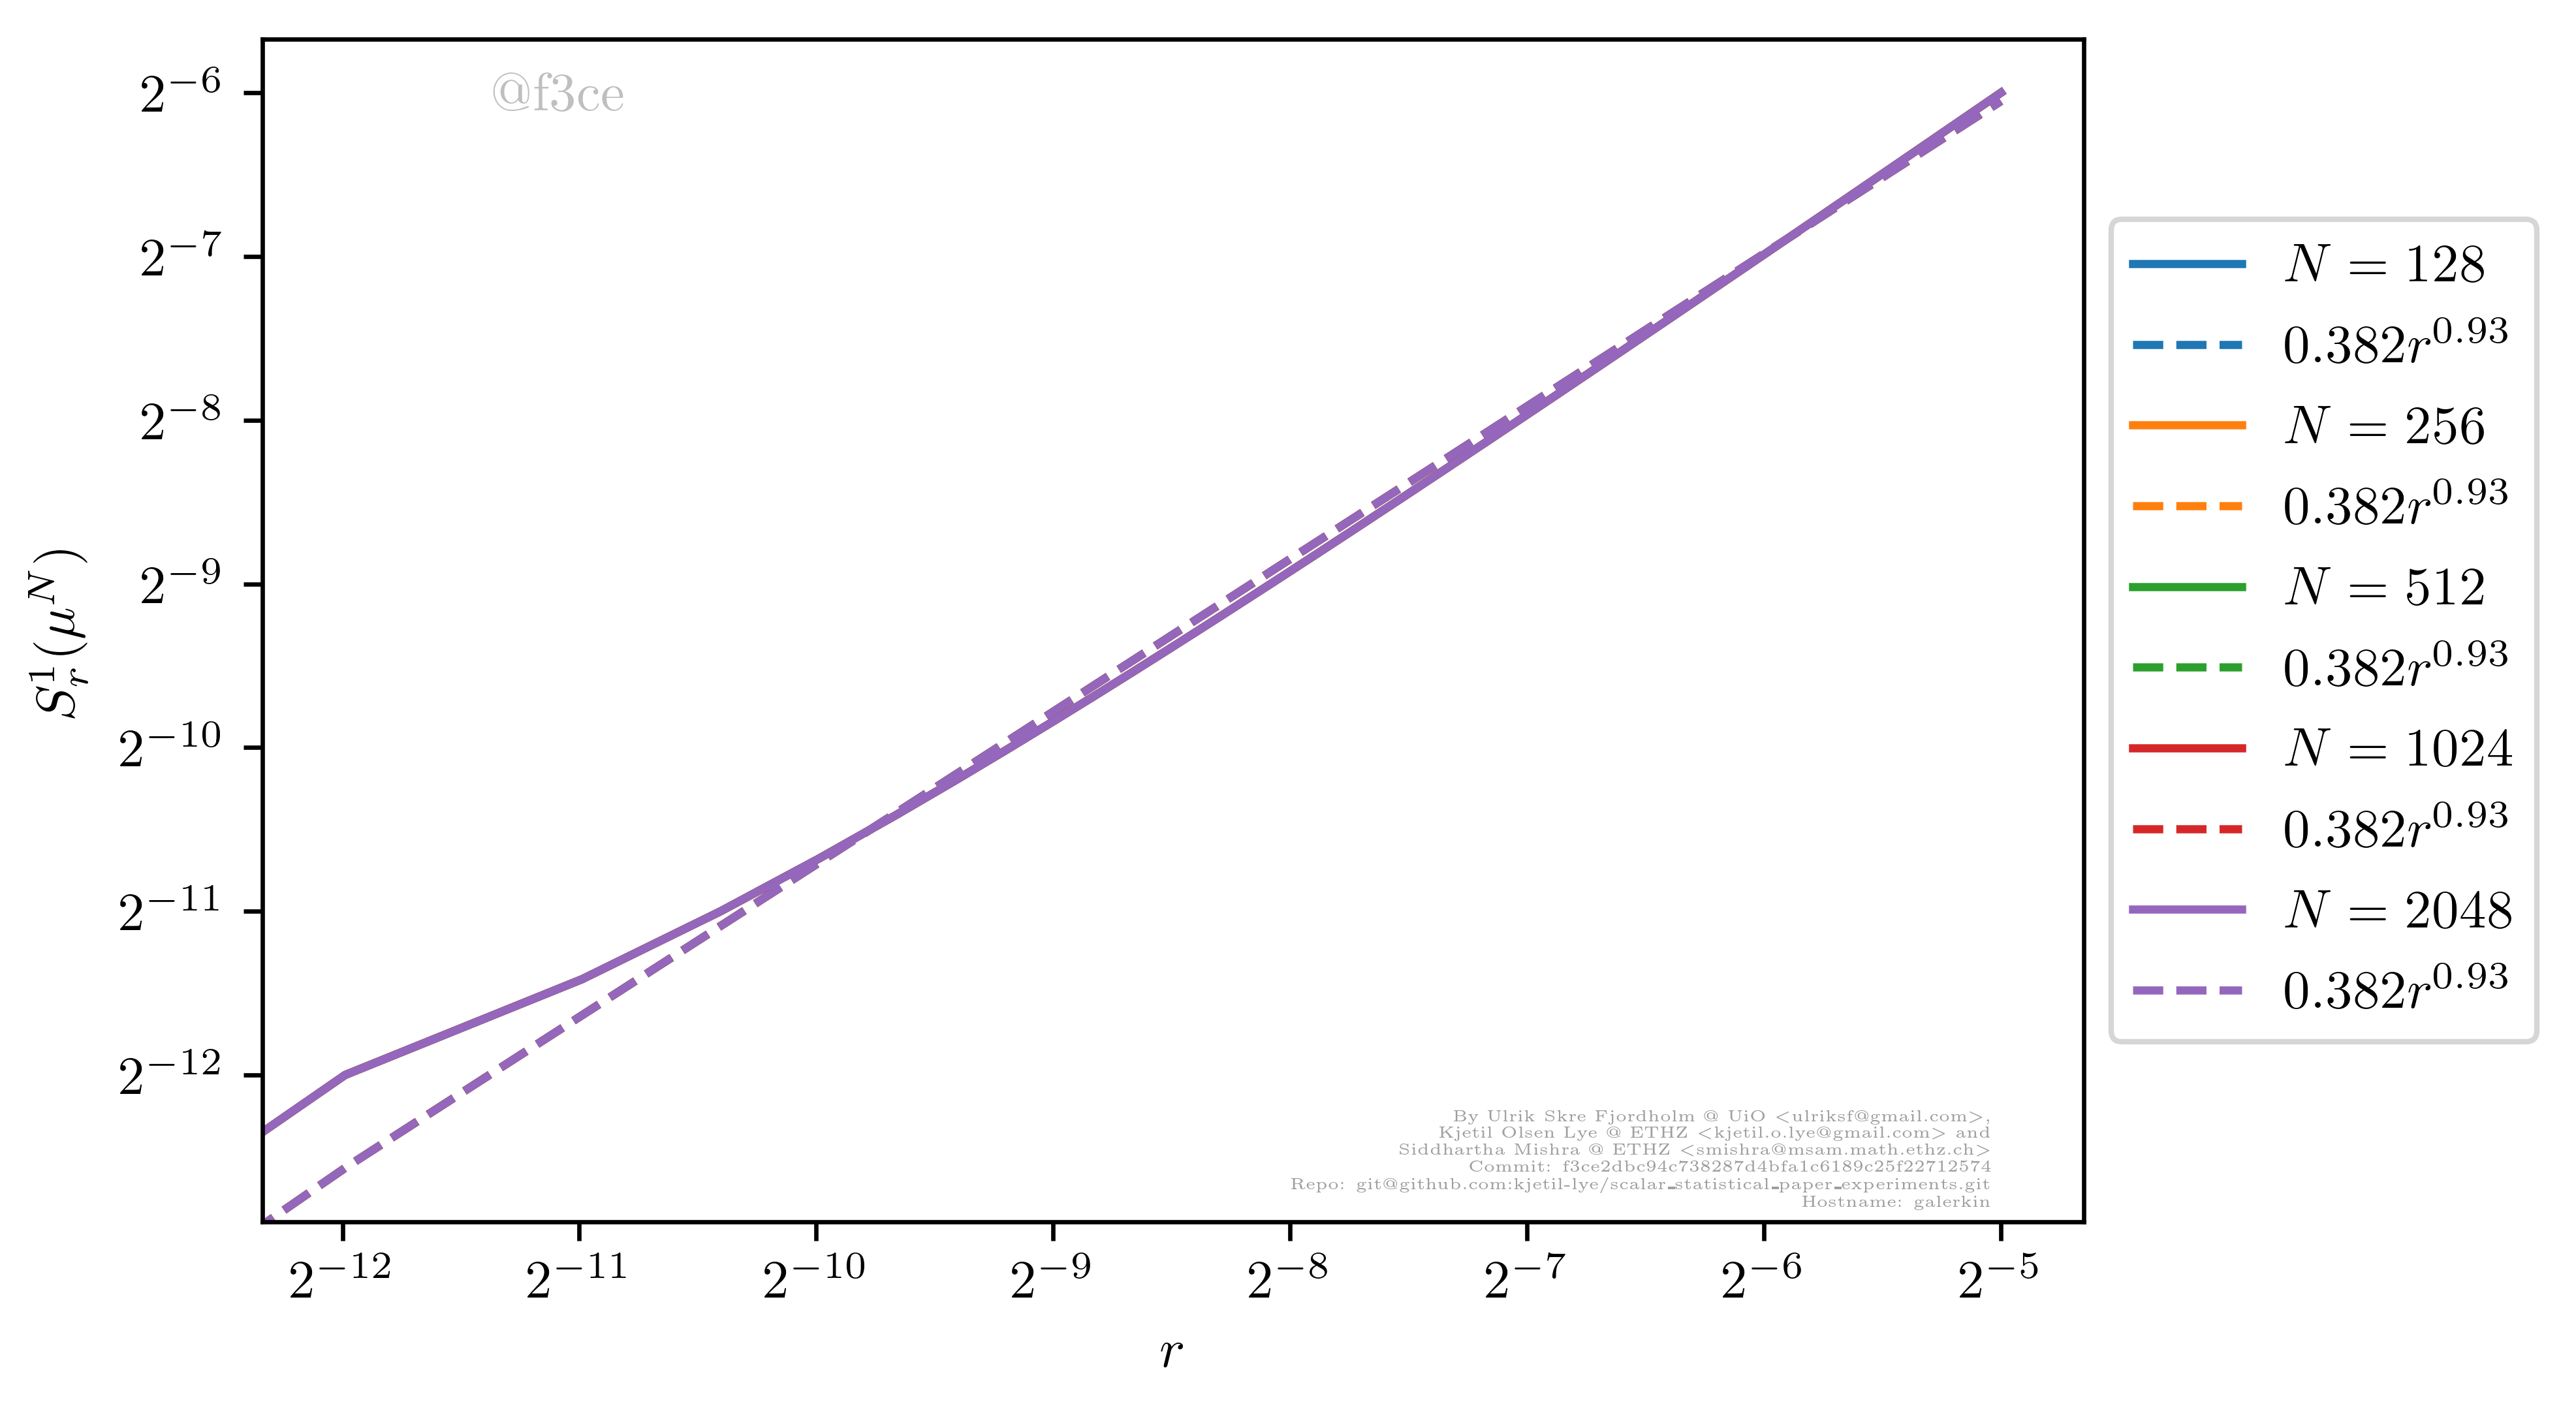 @f3ce
2^{-6}
2^{-7}
2^{-8}
2^{-9}
2^{-10}
2^{-11}
2^{-12}
S_r^1(μ^N)
2^{-12} 2^{-11} 2^{-10} 2^{-9} 2^{-8} 2^{-7} 2^{-6} 2^{-5}
r
N = 128
0.382r^{0.93}
N = 256
0.382r^{0.93}
N = 512
0.382r^{0.93}
N = 1024
0.382r^{0.93}
N = 2048
0.382r^{0.93}
By Ulrik Skre Fjordholm @ UiO <ulriksf@gmail.com>,
Kjetil Olsen Lye @ ETHZ <kjetil.o.lye@gmail.com> and
Siddhartha Mishra @ ETHZ <smishra@msam.math.ethz.ch>
Commit: f3ce2dbc94c738287d4bfa1c6189c25f22712574
Repo: git@github.com:kjetil-lye/scalar_statistical_paper_experiments.git
Hostname: galerkin